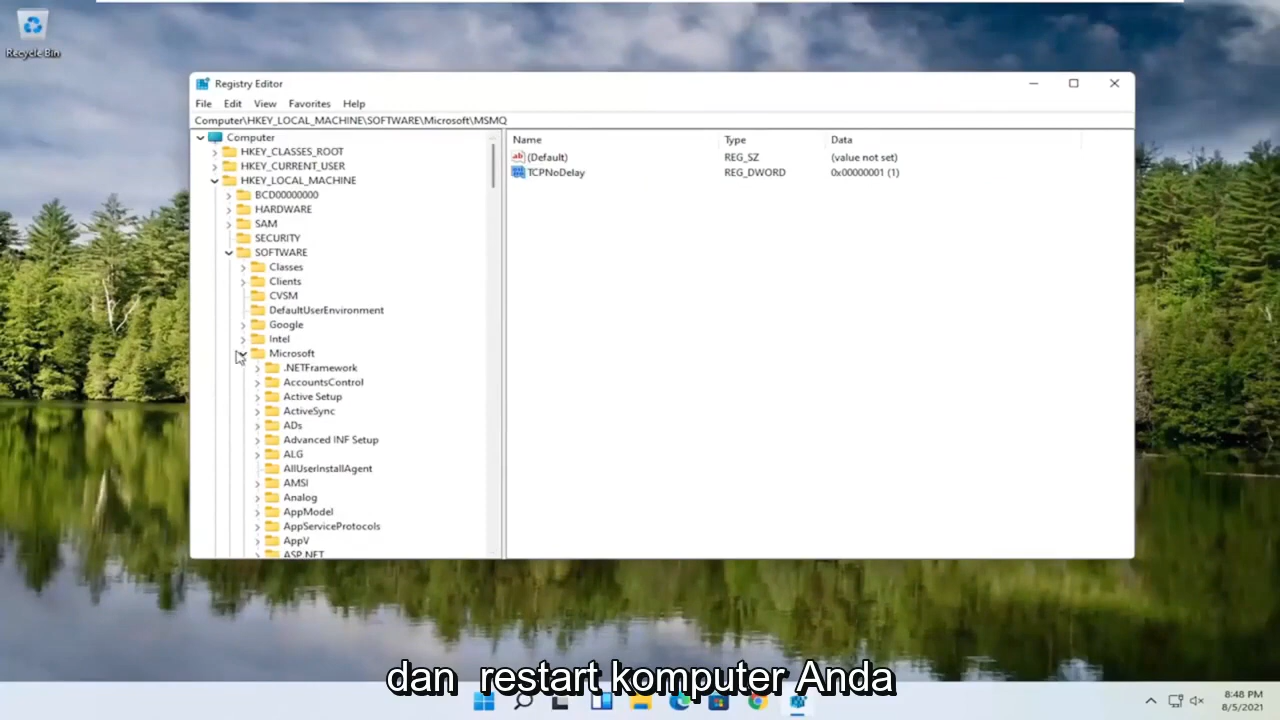 Recycle Bin
Registry Editor
File Edit View Favorites Help
Computer\HKEY_LOCAL_MACHINE\SOFTWARE\Microsoft\MSMQ
Computer
HKEY_CLASSES_ROOT
HKEY_CURRENT_USER
HKEY_LOCAL_MACHINE
BCD00000000
HARDWARE
SAM
SECURITY
SOFTWARE
Classes
Clients
CVSM
DefaultUserEnvironment
Google
Intel
Microsoft
.NETFramework
AccountsControl
Active Setup
ActiveSync
ADs
Advanced INF Setup
ALG
AllUserInstallAgent
AMSI
Analog
AppModel
AppServiceProtocols
AppV
ASP.NET
Name Type Data
(Default) REG_SZ (value not set)
TCPNoDelay REG_DWORD 0x00000001 (1)
dan restart komputer Anda
8:48 PM
8/5/2021